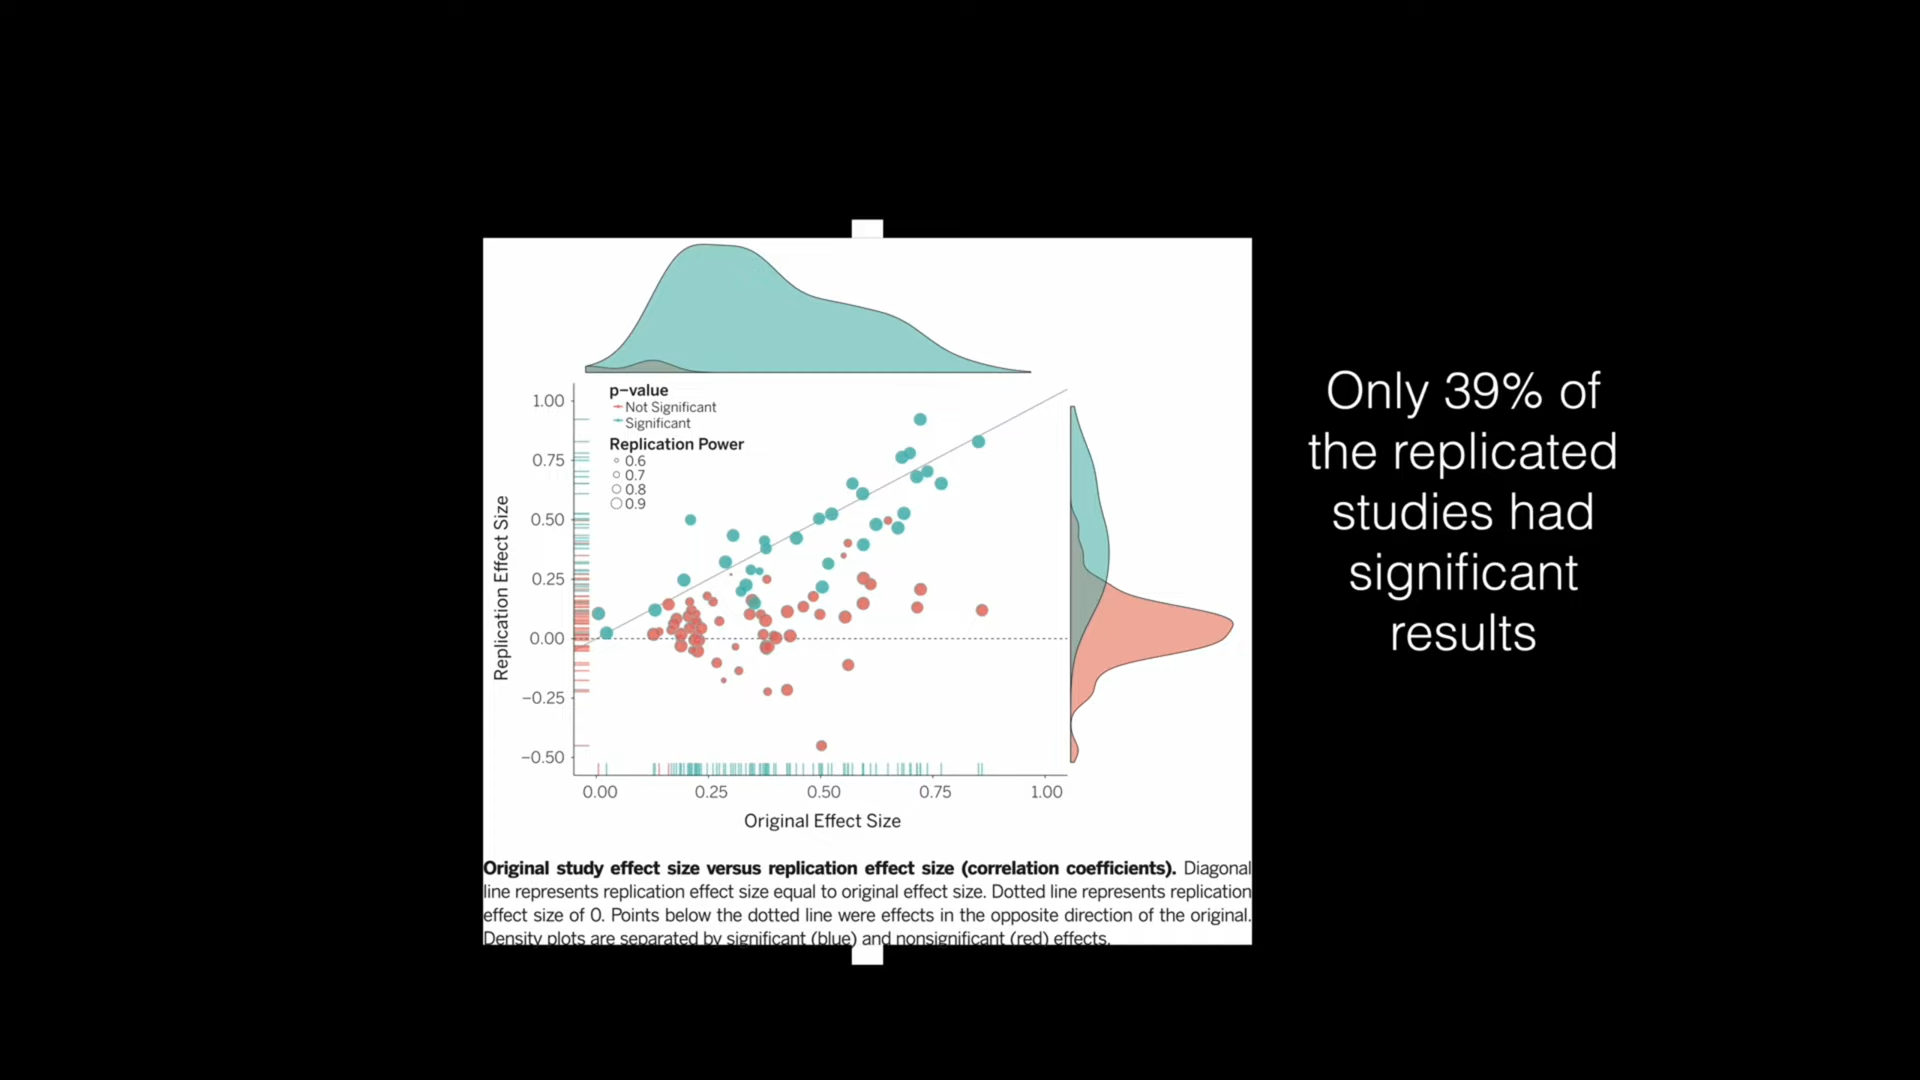 p−value
Not Significant
Significant
Replication Power
0.6
0.7
0.8
0.9
1.00
0.75
0.50
0.25
0.00
−0.25
−0.50
Replication Effect Size
0.00 0.25 0.50 0.75 1.00
Original Effect Size
Original study effect size versus replication effect size (correlation coefficients). Diagonal
line represents replication effect size equal to original effect size. Dotted line represents replication
effect size of 0. Points below the dotted line were effects in the opposite direction of the original.
Density plots are separated by significant (blue) and nonsignificant (red) effects.
Only 39% of
the replicated
studies had
significant
results